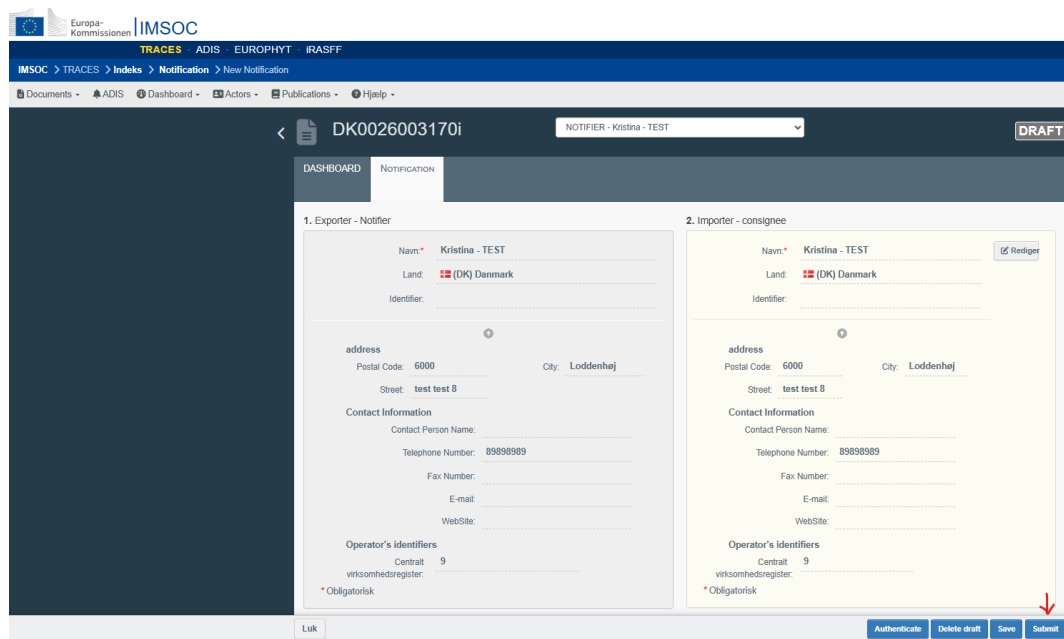 Europa-
Kommissionen
IMSOC
TRACES · ADIS · EUROPHYT · iRASFF
IMSOC > TRACES > Indeks > Notification > New Notification
Documents ADIS Dashboard Actors Publications Hjælp
DK0026003170i NOTIFIER - Kristina - TEST DRAFT
DASHBOARD NOTIFICATION
1. Exporter - Notifier
Navn:* Kristina - TEST
Land: (DK) Danmark
Identifier:
address
Postal Code: 6000 City: Loddenhøj
Street: test test 8
Contact Information
Contact Person Name:
Telephone Number: 89898989
Fax Number:
E-mail:
WebSite:
Operator's identifiers
Centralt 9
virksomhedsregister:
* Obligatorisk
2. Importer - consignee
Navn:* Kristina - TEST Rediger
Land: (DK) Danmark
Identifier:
address
Postal Code: 6000 City: Loddenhøj
Street: test test 8
Contact Information
Contact Person Name:
Telephone Number: 89898989
Fax Number:
E-mail:
WebSite:
Operator's identifiers
Centralt 9
virksomhedsregister:
* Obligatorisk
Luk Authenticate Delete draft Save Submit